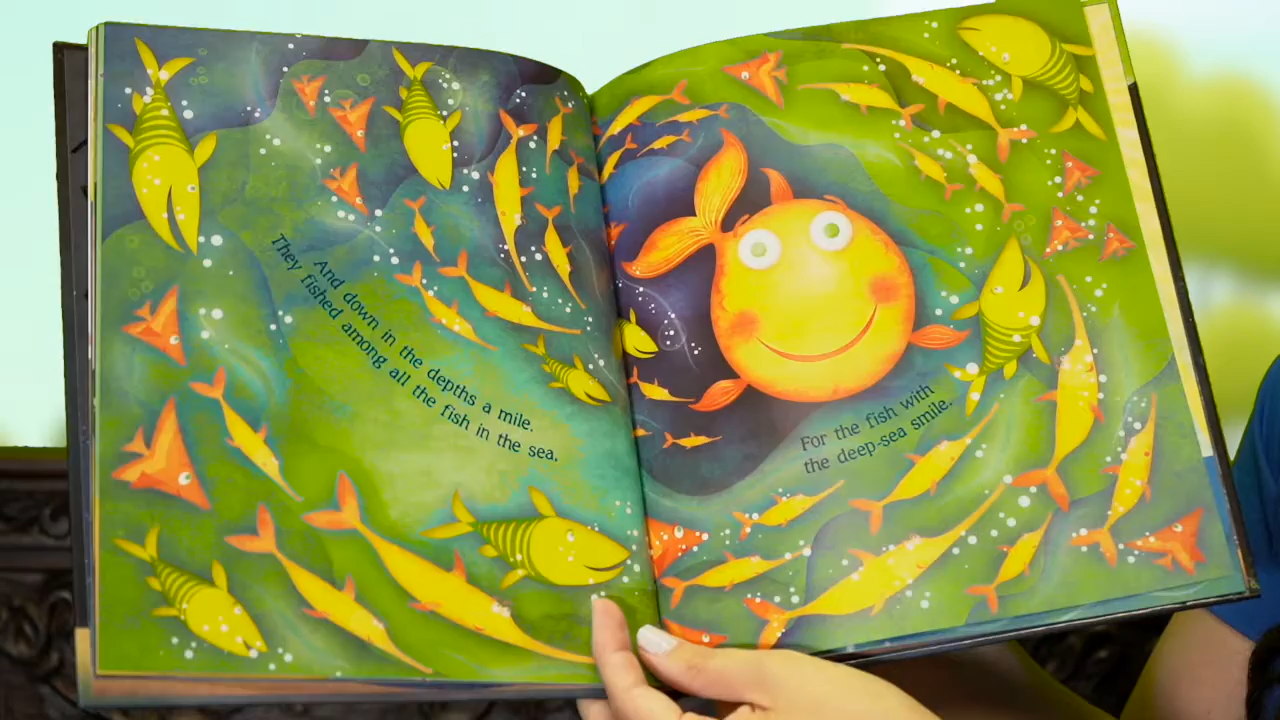 And down in the depths a mile.
They fished among all the fish in the sea,
For the fish with
the deep-sea smile.